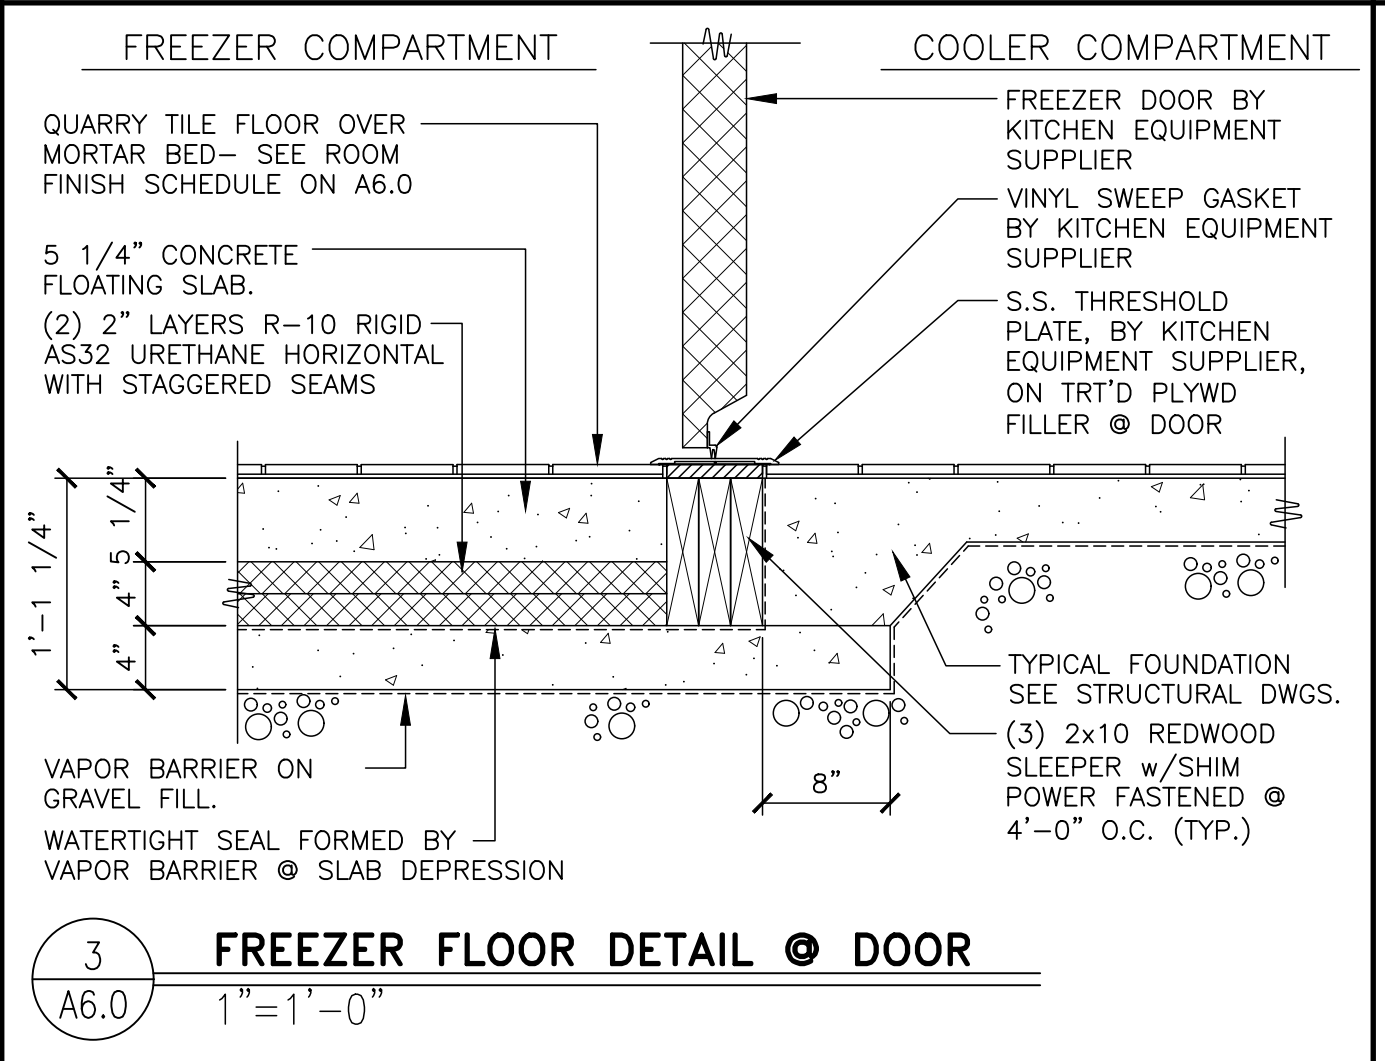 FREEZER COMPARTMENT
COOLER COMPARTMENT
QUARRY TILE FLOOR OVER
MORTAR BED– SEE ROOM
FINISH SCHEDULE ON A6.0
5 1/4" CONCRETE
FLOATING SLAB.
(2) 2" LAYERS R–10 RIGID
AS32 URETHANE HORIZONTAL
WITH STAGGERED SEAMS
FREEZER DOOR BY
KITCHEN EQUIPMENT
SUPPLIER
VINYL SWEEP GASKET
BY KITCHEN EQUIPMENT
SUPPLIER
S.S. THRESHOLD
PLATE, BY KITCHEN
EQUIPMENT SUPPLIER,
ON TRT'D PLYWD
FILLER @ DOOR
1'–1 1/4"
5 1/4"
4"
4"
8"
TYPICAL FOUNDATION
SEE STRUCTURAL DWGS.
(3) 2x10 REDWOOD
SLEEPER w/SHIM
POWER FASTENED @
4'–0" O.C. (TYP.)
VAPOR BARRIER ON
GRAVEL FILL.
WATERTIGHT SEAL FORMED BY
VAPOR BARRIER @ SLAB DEPRESSION
3
A6.0
FREEZER FLOOR DETAIL @ DOOR
1"=1'–0"